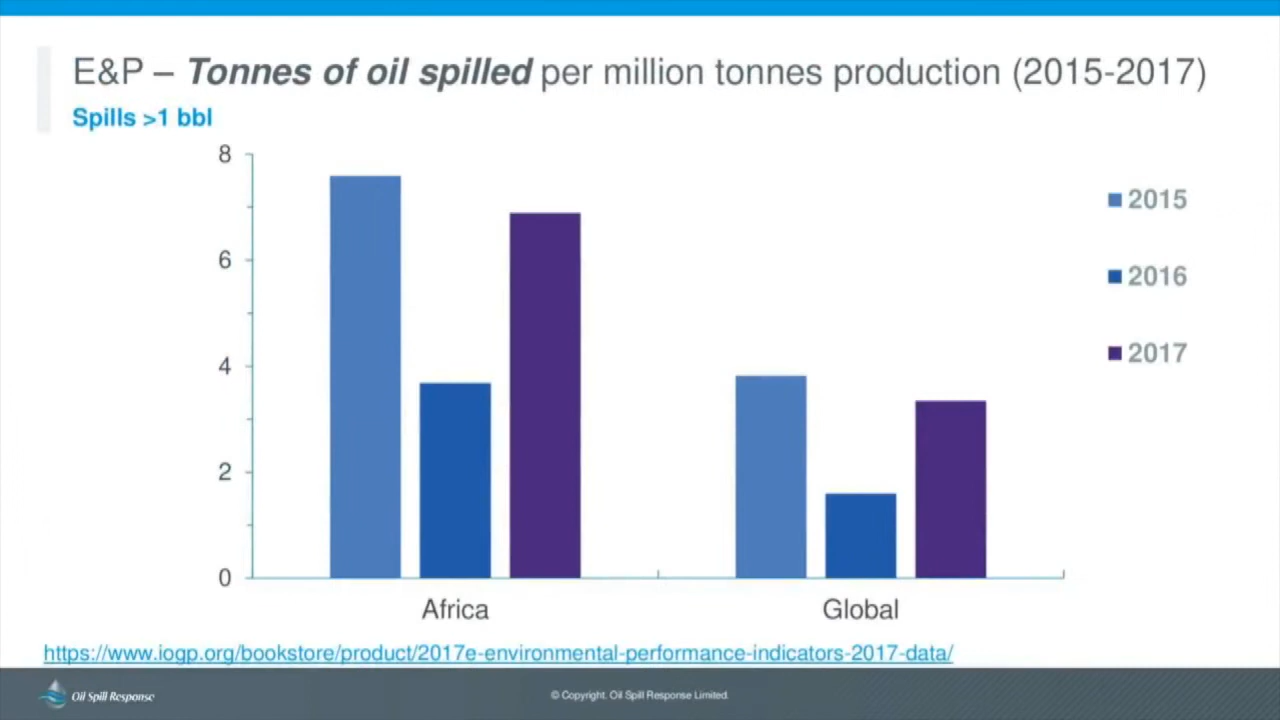 E&P – Tonnes of oil spilled per million tonnes production (2015-2017)
Spills >1 bbl
8
6
4
2
0
2015
2016
2017
Africa
Global
https://www.iogp.org/bookstore/product/2017e-environmental-performance-indicators-2017-data/
Oil Spill Response
© Copyright. Oil Spill Response Limited.